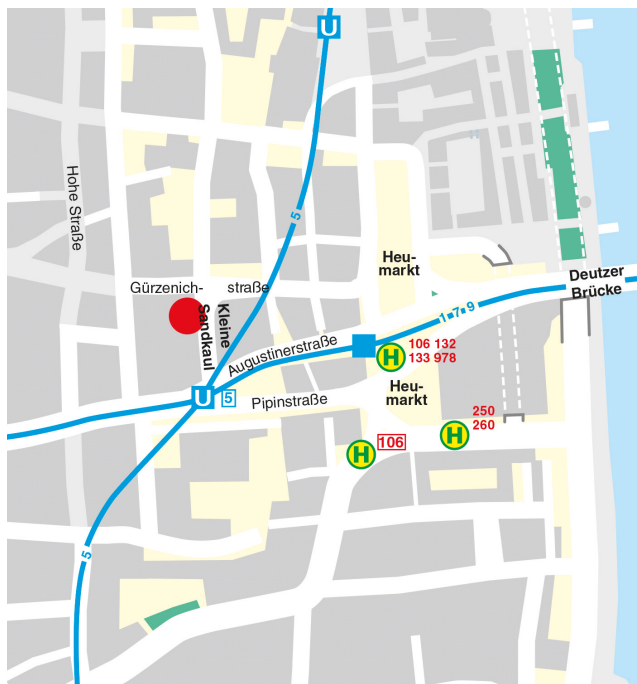 U
5
Hohe Straße
Heu-
markt
Gürzenich-
straße
Deutzer
Brücke
Kleine
Sandkaul
1·7·9
Augustinerstraße
H
106 132
133 978
Heu-
markt
U
5
Pipinstraße
250
260
H
106
H
5
H